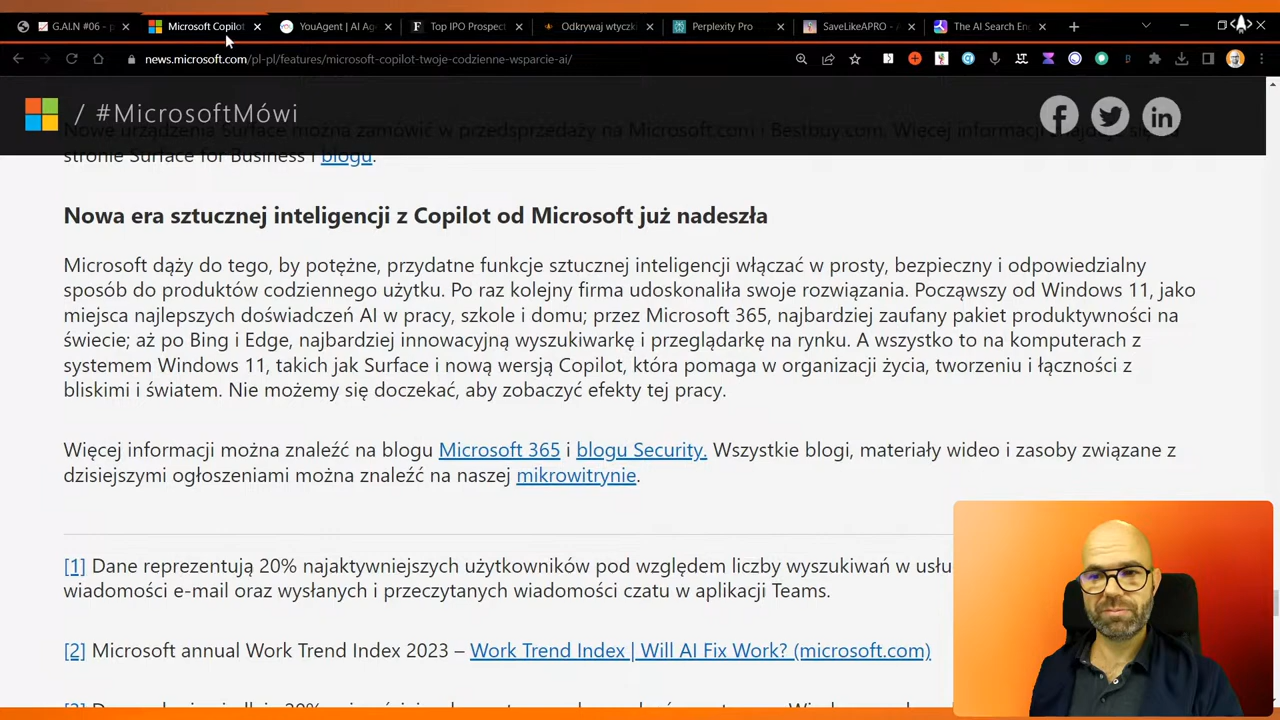 G.AI.N #06 - p
Microsoft Copilot
YouAgent | AI Ag
Top IPO Prospect
Odkrywaj wtyczk
Perplexity Pro
SaveLikeAPRO - A
The AI Search En
news.microsoft.com/pl-pl/features/microsoft-copilot-twoje-codzienne-wsparcie-ai/
/ #MicrosoftMówi
Nowe urządzenia Surface można zamówić w przedsprzedaży na Microsoft.com i Bestbuy.com. Więcej informacji znajduje się na
stronie Surface for Business i blogu.
Nowa era sztucznej inteligencji z Copilot od Microsoft już nadeszła
Microsoft dąży do tego, by potężne, przydatne funkcje sztucznej inteligencji włączać w prosty, bezpieczny i odpowiedzialny
sposób do produktów codziennego użytku. Po raz kolejny firma udoskonaliła swoje rozwiązania. Począwszy od Windows 11, jako
miejsca najlepszych doświadczeń AI w pracy, szkole i domu; przez Microsoft 365, najbardziej zaufany pakiet produktywności na
świecie; aż po Bing i Edge, najbardziej innowacyjną wyszukiwarkę i przeglądarkę na rynku. A wszystko to na komputerach z
systemem Windows 11, takich jak Surface i nową wersją Copilot, która pomaga w organizacji życia, tworzeniu i łączności z
bliskimi i światem. Nie możemy się doczekać, aby zobaczyć efekty tej pracy.
Więcej informacji można znaleźć na blogu Microsoft 365 i blogu Security. Wszystkie blogi, materiały wideo i zasoby związane z
dzisiejszymi ogłoszeniami można znaleźć na naszej mikrowitrynie.
[1] Dane reprezentują 20% najaktywniejszych użytkowników pod względem liczby wyszukiwań w usłu
wiadomości e-mail oraz wysłanych i przeczytanych wiadomości czatu w aplikacji Teams.
[2] Microsoft annual Work Trend Index 2023 – Work Trend Index | Will AI Fix Work? (microsoft.com)